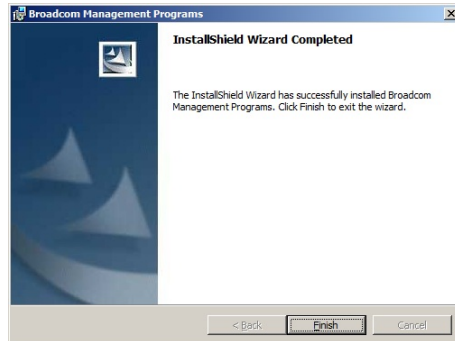 Broadcom Management Programs
InstallShield Wizard Completed
The InstallShield Wizard has successfully installed Broadcom
Management Programs. Click Finish to exit the wizard.
< Back
Finish
Cancel